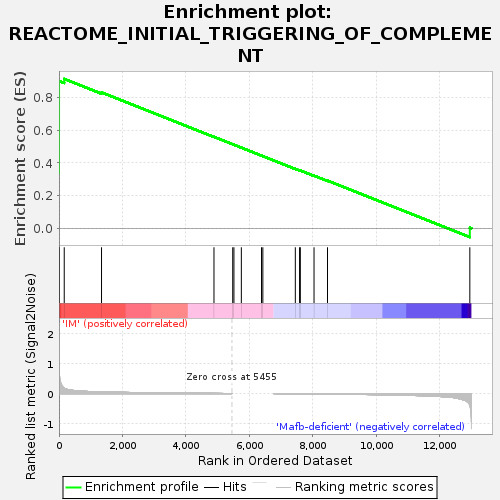 Enrichment plot:
REACTOME_INITIAL_TRIGGERING_OF_COMPLEME
NT
Enrichment score (ES)
0.8
0.6
0.4
0.2
0.0
'IM' (positively correlated)
Ranked list metric (Signal2Noise)
2
1
0
-1
Zero cross at 5455
'Mafb-deficient' (negatively correlated)
0 2,000 4,000 6,000 8,000 10,000 12,000
Rank in Ordered Dataset
Enrichment profile Hits Ranking metric scores